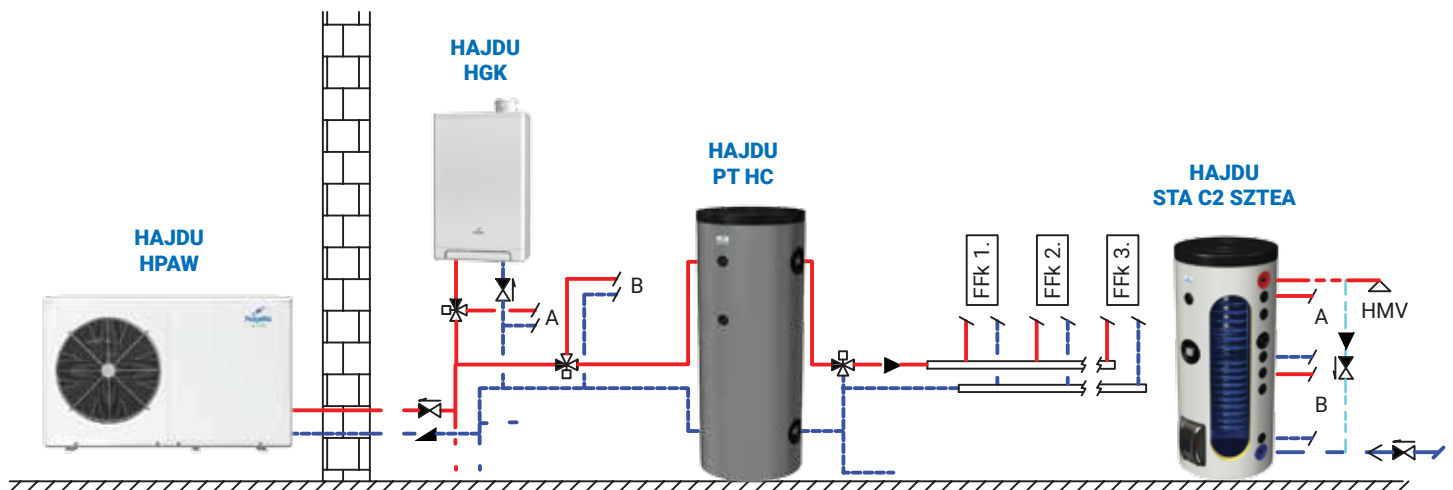 HAJDU
HPAW
HAJDU
HGK
A
B
HAJDU
PT HC
FFk 1.
FFk 2.
FFk 3.
HAJDU
STA C2 SZTEA
A
HMV
B